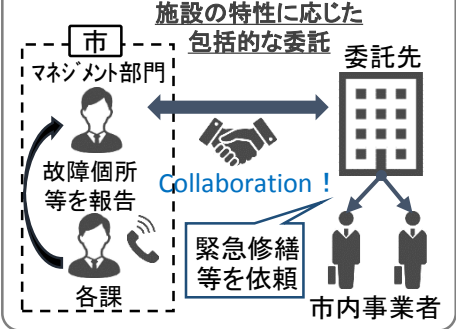 施設の特性に応じた
包括的な委託
市
マネジメント部門
委託先
故障個所
等を報告
Collaboration！
緊急修繕
等を依頼
各課
市内事業者